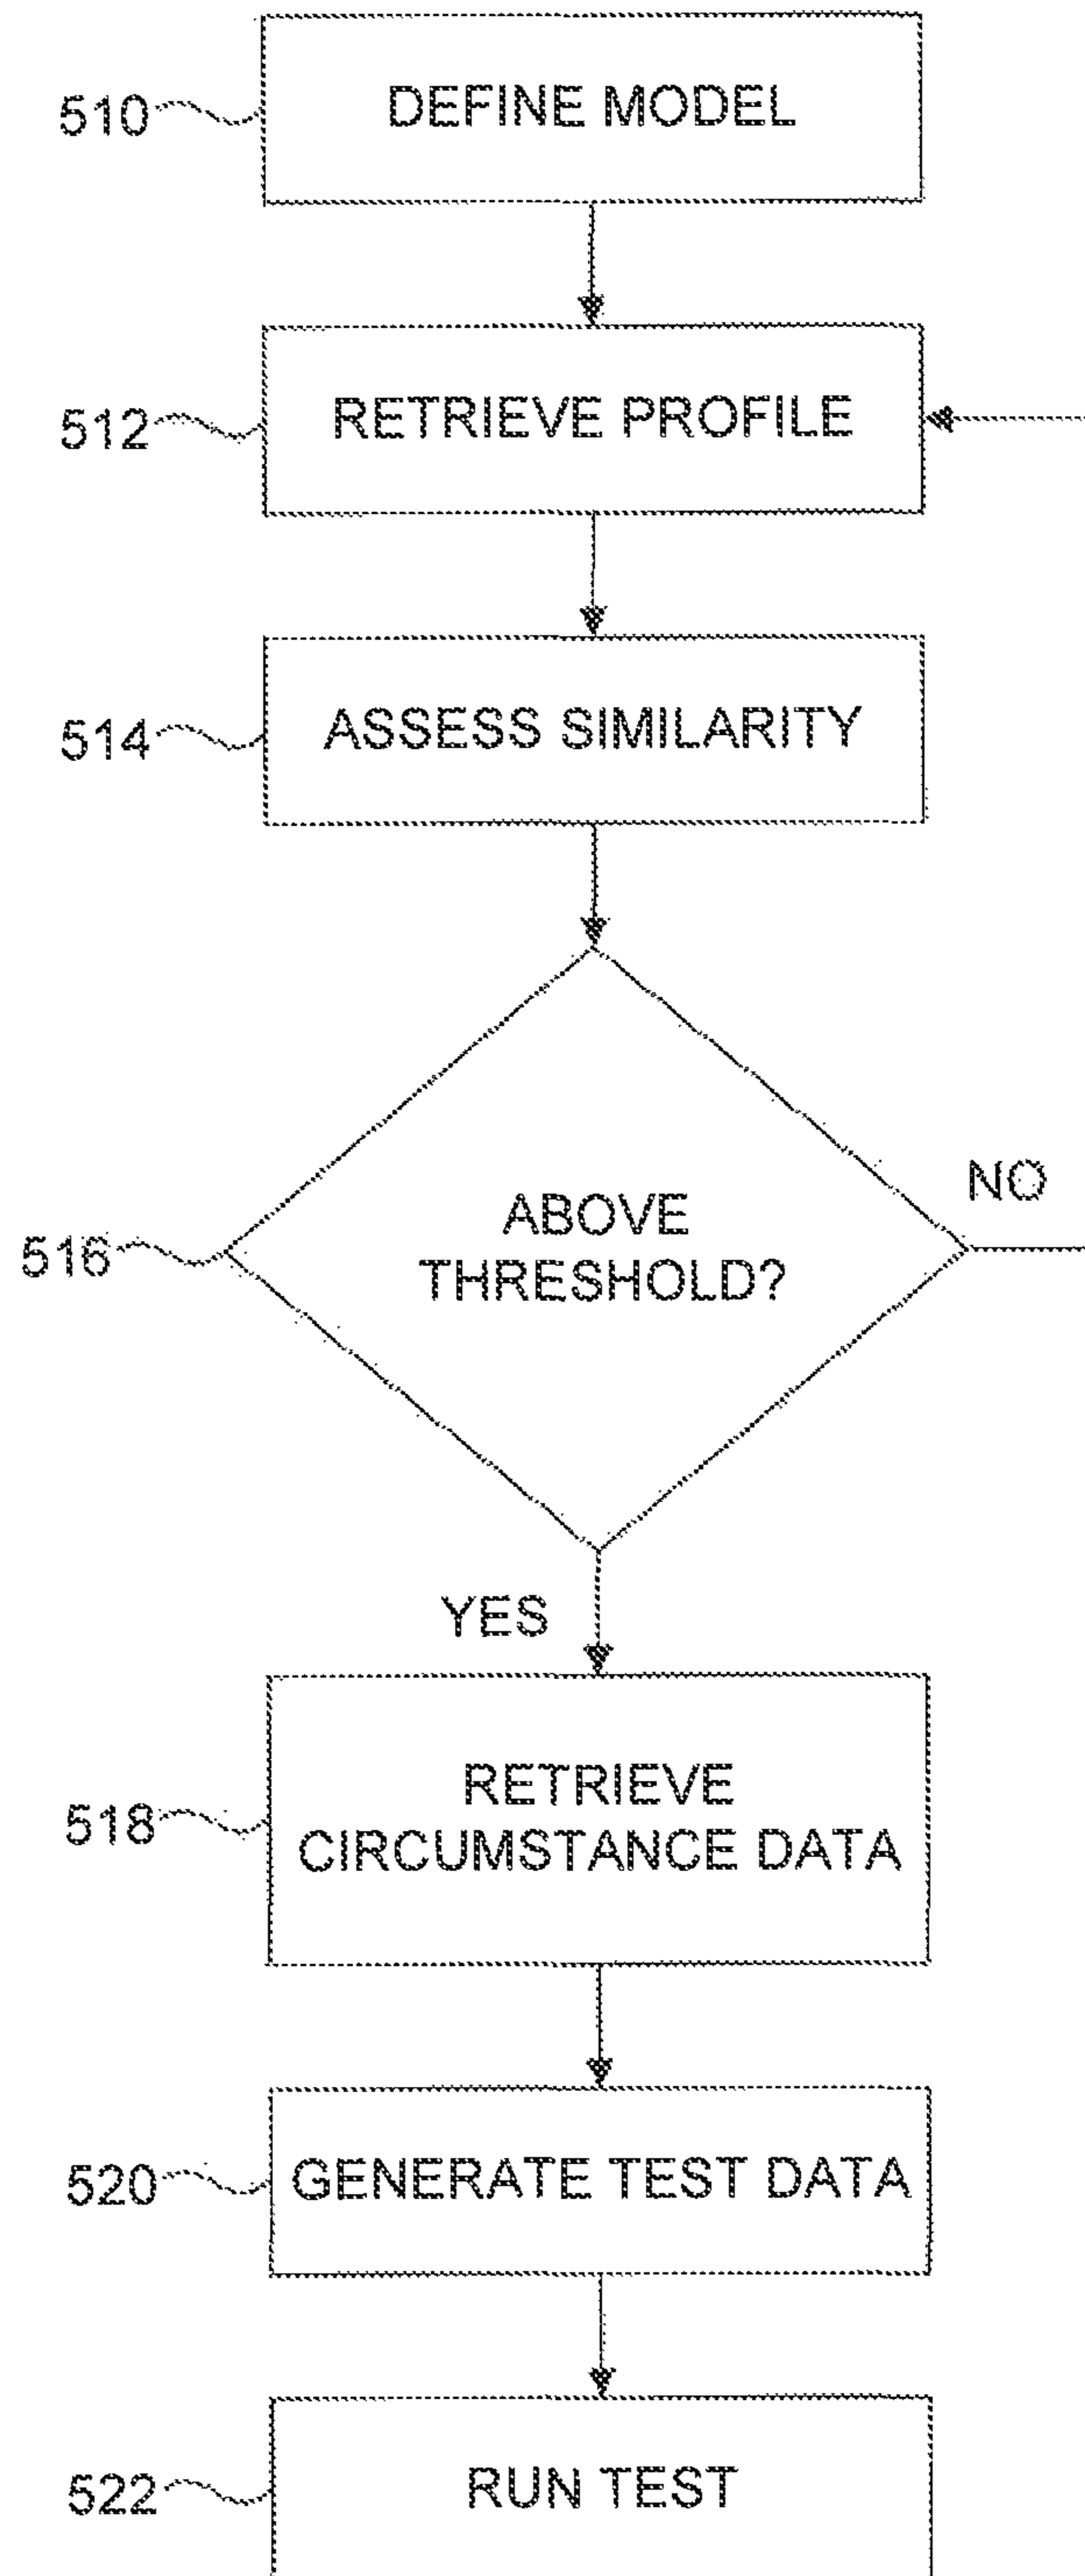 510
DEFINE MODEL
512
RETRIEVE PROFILE
514
ASSESS SIMILARITY
516
ABOVE
THRESHOLD?
NO
YES
518
RETRIEVE
CIRCUMSTANCE DATA
520
GENERATE TEST DATA
522
RUN TEST